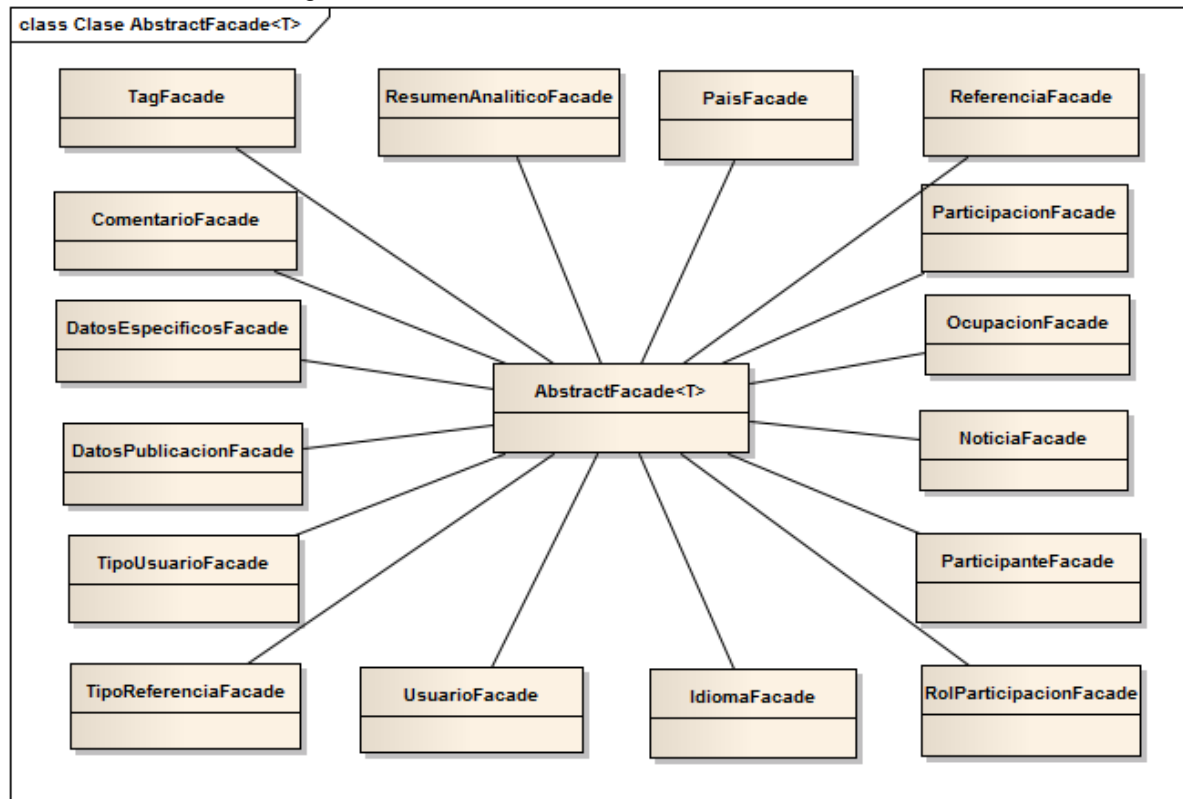 class Clase AbstractFacade<T>
TagFacade
ResumenAnaliticoFacade
PaisFacade
ReferenciaFacade
ComentarioFacade
ParticipacionFacade
DatosEspecificosFacade
OcupacionFacade
AbstractFacade<T>
DatosPublicacionFacade
NoticiaFacade
TipoUsuarioFacade
ParticipanteFacade
TipoReferenciaFacade
UsuarioFacade
IdiomaFacade
RolParticipacionFacade